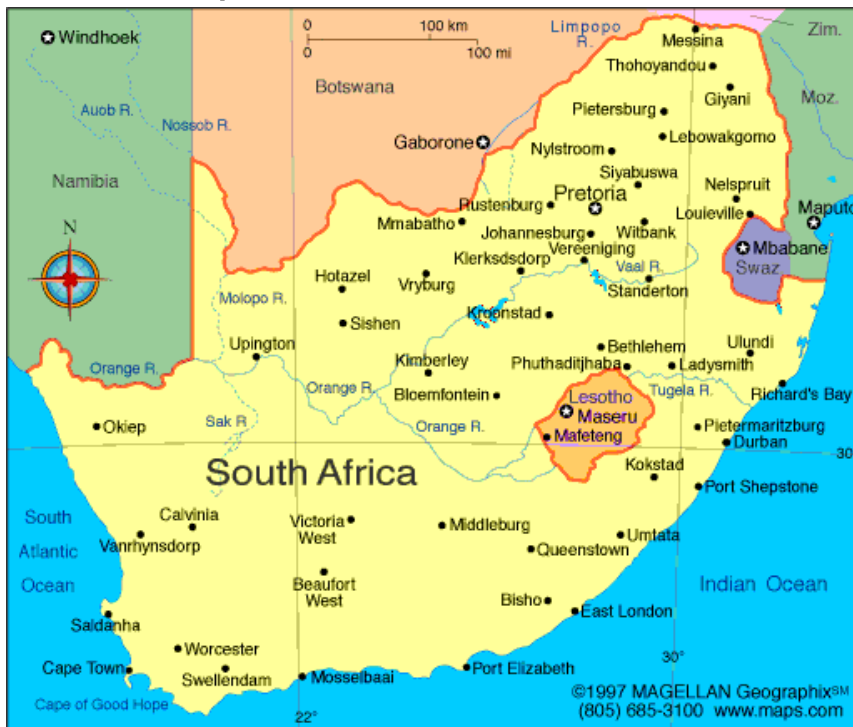 0
100 km
0
100 mi
Limpopo
R.
Zim.
Windhoek
Messina
Thohoyandou
Botswana
Giyani
Moz.
Auob R.
Pietersburg
Nossob R.
Lebowakgomo
Gaborone
Nylstroom
Siyabuswa
Namibia
Pretoria
Nelspruit
Rustenburg
Louieville
Maputo
Mmabatho
N
Johannesburg
Witbank
Vereeniging
Mbabane
Klerksdsdorp
Vaal R.
Swaz
Hotazel
Vryburg
Standerton
Molopo R.
Kroonstad
Sishen
Upington
Ulundi
Bethlehem
Orange R.
Kimberley
Phuthaditjhaba
Ladysmith
Orange R.
Bloemfontein
Tugela R.
Richard's Bay
Lesotho
Maseru
Okiep
Sak R
Orange R.
Pietermaritzburg
Mafeteng
Durban
30
South Africa
Kokstad
Port Shepstone
South
Atlantic
Ocean
Calvinia
Victoria
West
Middleburg
Vanrhynsdorp
Umtata
Queenstown
Beaufort
West
Indian Ocean
Bisho
East London
Saldanha
Worcester
30°
Cape Town
Swellendam
Mosselbaai
Port Elizabeth
Cape of Good Hope
22°
©1997 MAGELLAN Geographix℠
(805) 685-3100 www.maps.com